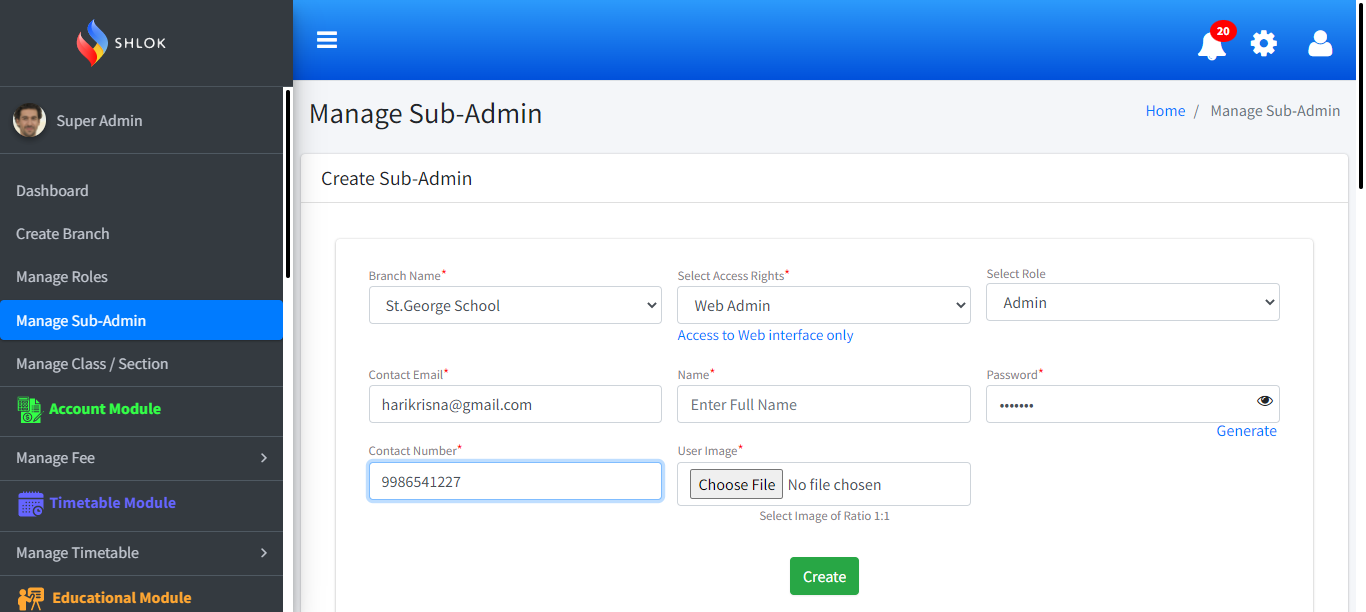 SHLOK
20
Super Admin
Manage Sub-Admin
Home / Manage Sub-Admin
Dashboard
Create Branch
Manage Roles
Manage Sub-Admin
Manage Class / Section
Account Module
Manage Fee
Timetable Module
Manage Timetable
Educational Module
Create Sub-Admin
Branch Name*
Select Access Rights*
Select Role
St.George School
Web Admin
Admin
Access to Web interface only
Contact Email*
Name*
Password*
harikrisna@gmail.com
Enter Full Name
•••••••
Generate
Contact Number*
User Image*
9986541227
Choose File No file chosen
Select Image of Ratio 1:1
Create